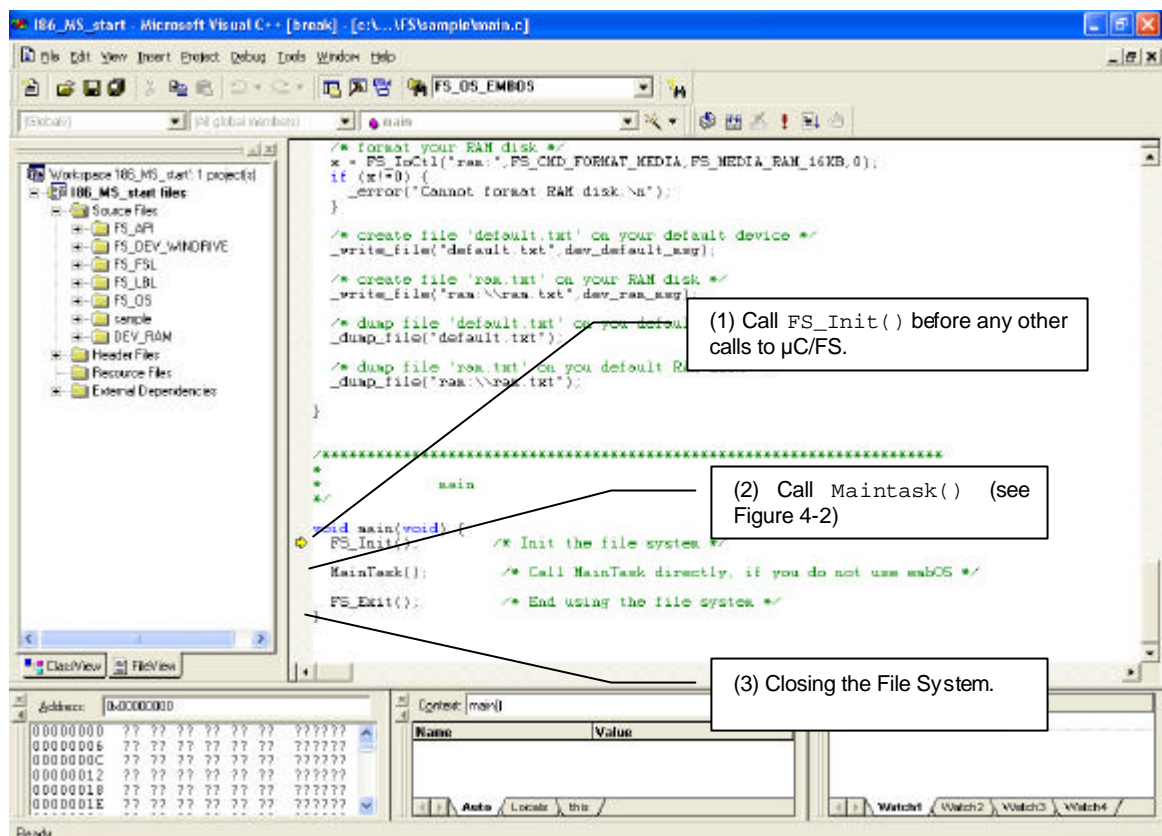 I86_MS_start - Microsoft Visual C++ [break] - [c:\...\FS\sample\main.c]
File Edit View Insert Project Debug Tools Window Help
FS_OS_EMBOS
(Globals) (All global members) main
Workspace 'I86_MS_start': 1 project(s)
I86_MS_start files
Source Files
FS_API
FS_DEV_WINDRIVE
FS_FSL
FS_LBL
FS_OS
sample
DEV_RAM
Header Files
Resource Files
External Dependencies
ClassView FileView
/* format your RAM disk */
x = FS_IoCtl("ram:",FS_CMD_FORMAT_MEDIA,FS_MEDIA_RAM_16KB,0);
if (x!=0) {
_error("Cannot format RAM disk.\n");
}
/* create file 'default.txt' on your default device */
_write_file("default.txt",dev_default_msg);
/* create file 'ram.txt' on your RAM disk */
_write_file("ram:\\ram.txt",dev_ram_msg);
/* dump file 'default.txt' on you defau
_dump_file("default.txt");
/* dump file 'ram.txt' on you default RAM disk */
_dump_file("ram:\\ram.txt");
}
/*********************************************************************
*
* main
*/
void main(void) {
FS_Init(); /* Init the file system */
MainTask(); /* Call MainTask directly, if you do not use embOS */
FS_Exit(); /* End using the file system */
}
(1) Call FS_Init() before any other
calls to µC/FS.
(2) Call Maintask() (see
Figure 4-2)
(3) Closing the File System.
Address: 0x00000000
00000000 ?? ?? ?? ?? ?? ?? ??????
00000006 ?? ?? ?? ?? ?? ?? ??????
0000000C ?? ?? ?? ?? ?? ?? ??????
00000012 ?? ?? ?? ?? ?? ?? ??????
00000018 ?? ?? ?? ?? ?? ?? ??????
0000001E ?? ?? ?? ?? ?? ?? ??????
Context: main()
Name Value
Auto Locals this
Watch1 Watch2 Watch3 Watch4
Ready